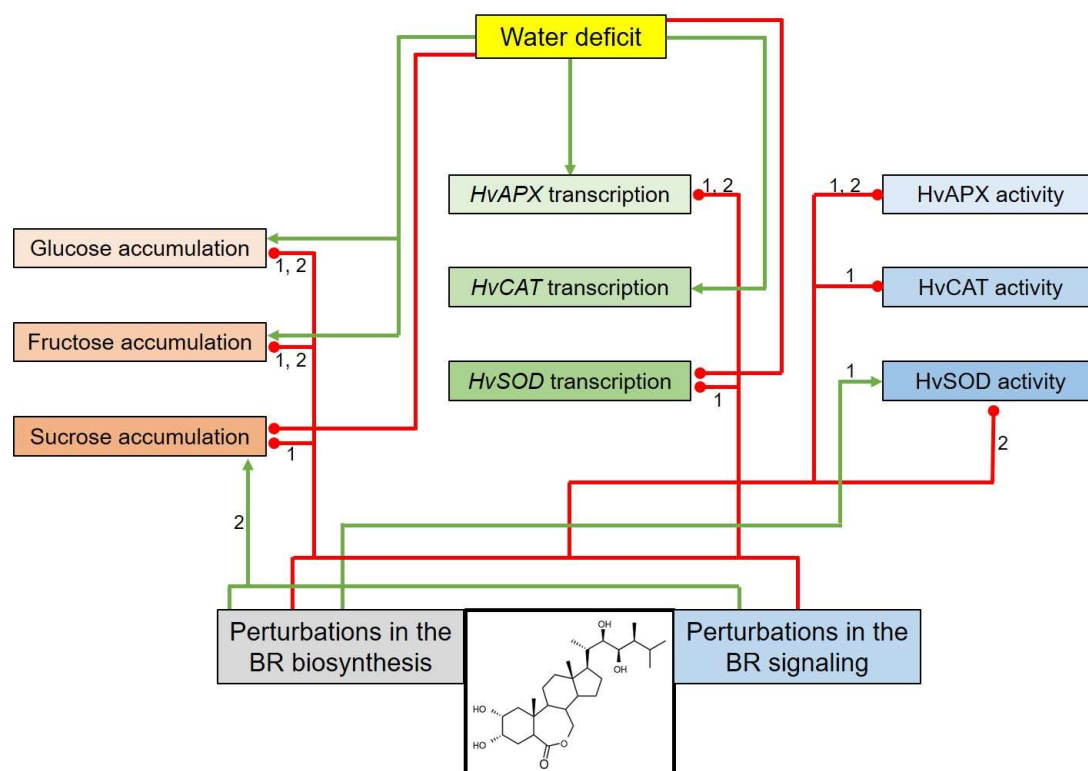 Water deficit
HvAPX transcription
1, 2
1, 2
HvAPX activity
Glucose accumulation
1, 2
HvCAT transcription
1
HvCAT activity
Fructose accumulation
1, 2
HvSOD transcription
1
1
HvSOD activity
Sucrose accumulation
1
2
2
Perturbations in the
BR biosynthesis
OH
OH
HO
HO
O
O
Perturbations in the
BR signaling